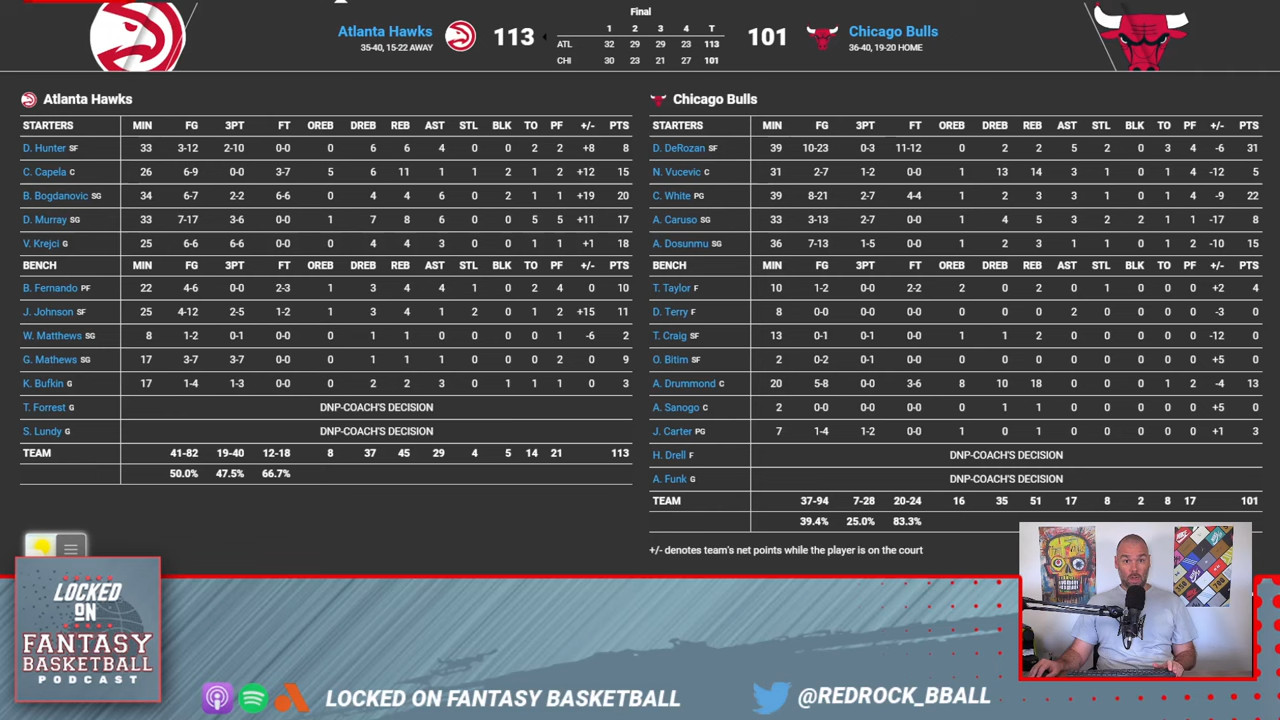 Final
Atlanta Hawks
35-40, 15-22 AWAY
113
1 2 3 4 T
ATL 32 29 29 23 113
CHI 30 23 21 27 101
101
Chicago Bulls
36-40, 19-20 HOME
Atlanta Hawks
STARTERS MIN FG 3PT FT OREB DREB REB AST STL BLK TO PF +/- PTS
D. Hunter SF 33 3-12 2-10 0-0 0 6 6 4 0 0 2 2 +8 8
C. Capela C 26 6-9 0-0 3-7 5 6 11 1 1 2 1 2 +12 15
B. Bogdanovic SG 34 6-7 2-2 6-6 0 4 4 6 0 2 1 1 +19 20
D. Murray SG 33 7-17 3-6 0-0 1 7 8 6 0 0 5 5 +11 17
V. Krejci G 25 6-6 6-6 0-0 0 4 4 3 0 0 1 1 +1 18
BENCH MIN FG 3PT FT OREB DREB REB AST STL BLK TO PF +/- PTS
B. Fernando PF 22 4-6 0-0 2-3 1 3 4 4 1 0 2 4 0 10
J. Johnson SF 25 4-12 2-5 1-2 1 3 4 1 2 0 1 2 +15 11
W. Matthews SG 8 1-2 0-1 0-0 0 1 1 0 0 0 0 1 -6 2
G. Mathews SG 17 3-7 3-7 0-0 0 1 1 1 0 0 0 2 0 9
K. Bufkin G 17 1-4 1-3 0-0 0 2 2 3 0 1 1 1 0 3
T. Forrest G DNP-COACH'S DECISION
S. Lundy G DNP-COACH'S DECISION
TEAM 41-82 19-40 12-18 8 37 45 29 4 5 14 21 113
50.0% 47.5% 66.7%
Chicago Bulls
STARTERS MIN FG 3PT FT OREB DREB REB AST STL BLK TO PF +/- PTS
D. DeRozan SF 39 10-23 0-3 11-12 0 2 2 5 2 0 3 4 -6 31
N. Vucevic C 31 2-7 1-2 0-0 1 13 14 3 1 0 1 4 -12 5
C. White PG 39 8-21 2-7 4-4 1 2 3 3 1 0 1 4 -9 22
A. Caruso SG 33 3-13 2-7 0-0 1 4 5 3 2 2 1 1 -17 8
A. Dosunmu SG 36 7-13 1-5 0-0 1 2 3 1 1 0 1 2 -10 15
BENCH MIN FG 3PT FT OREB DREB REB AST STL BLK TO PF +/- PTS
T. Taylor F 10 1-2 0-0 2-2 2 0 2 0 1 0 0 0 +2 4
D. Terry F 8 0-0 0-0 0-0 0 0 0 2 0 0 0 0 -3 0
T. Craig SF 13 0-1 0-1 0-0 1 1 2 0 0 0 0 0 -12 0
O. Bitim SF 2 0-2 0-1 0-0 0 0 0 0 0 0 0 0 +5 0
A. Drummond C 20 5-8 0-0 3-6 8 10 18 0 0 0 1 2 -4 13
A. Sanogo C 2 0-0 0-0 0-0 0 1 1 0 0 0 0 0 +5 0
J. Carter PG 7 1-4 1-2 0-0 1 0 1 0 0 0 0 0 +1 3
H. Drell F DNP-COACH'S DECISION
A. Funk G DNP-COACH'S DECISION
TEAM 37-94 7-28 20-24 16 35 51 17 8 2 8 17 101
39.4% 25.0% 83.3%
+/- denotes team's net points while the player is on the court
LOCKED
ON
FANTASY
BASKETBALL
PODCAST
LOCKED ON FANTASY BASKETBALL
@REDROCK_BBALL